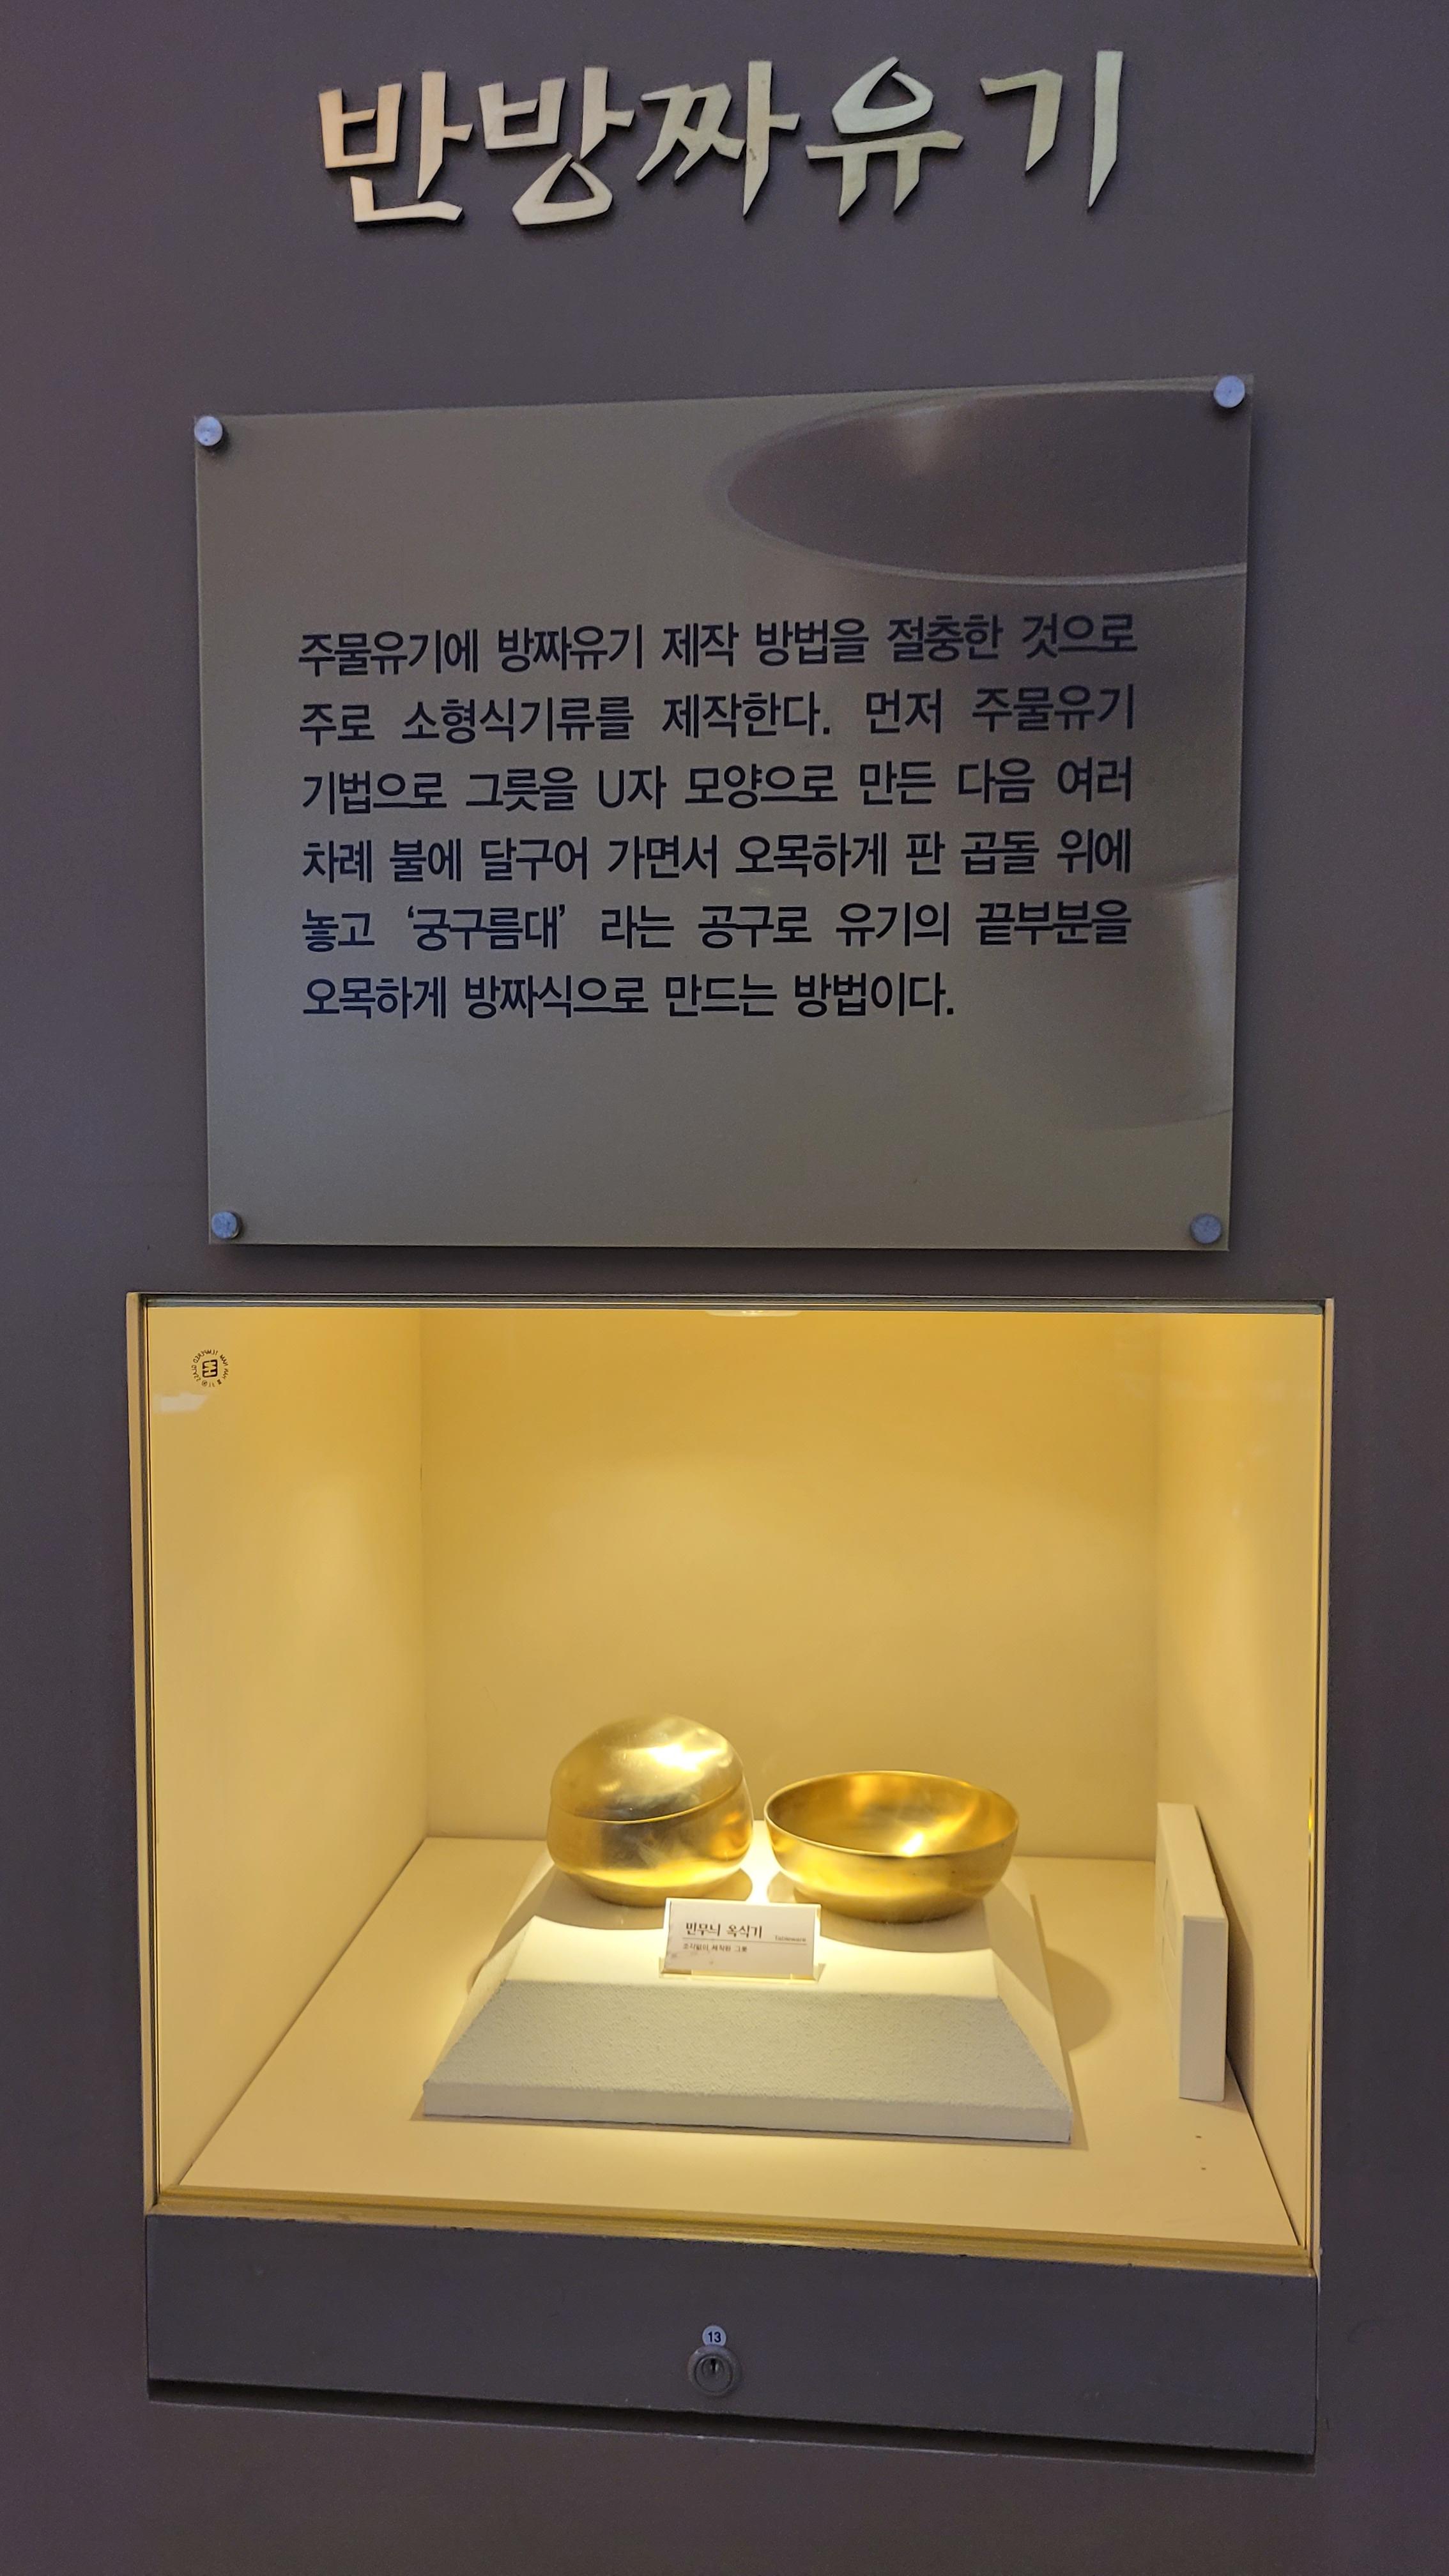 반방짜유기
주물유기에 방짜유기 제작 방법을 절충한 것으로
주로 소형식기류를 제작한다. 먼저 주물유기
기법으로 그릇을 U자 모양으로 만든 다음 여러
차례 불에 달구어 가면서 오목하게 판 곱돌 위에
놓고 ‘궁구름대’ 라는 공구로 유기의 끝부분을
오목하게 방짜식으로 만드는 방법이다.
민무늬 옥식기 Tableware
제작된 그릇
13